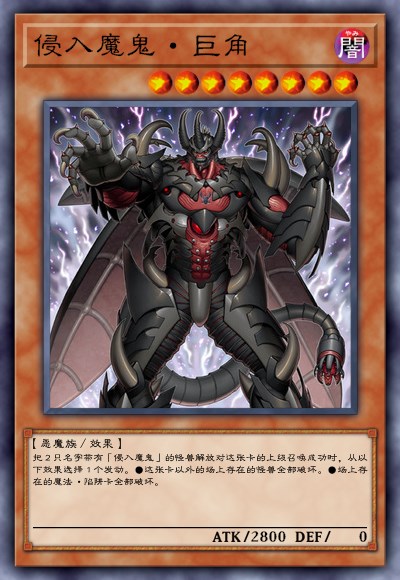 侵入魔鬼·巨角
やみ
闇
【恶魔族／效果】
把２只名字带有「侵入魔鬼」的怪兽解放对这张卡的上级召唤成功时，从以
下效果选择１个发动。●这张卡以外的场上存在的怪兽全部破坏。●场上存
在的魔法·陷阱卡全部破坏。
ATK/2800 DEF/ 0